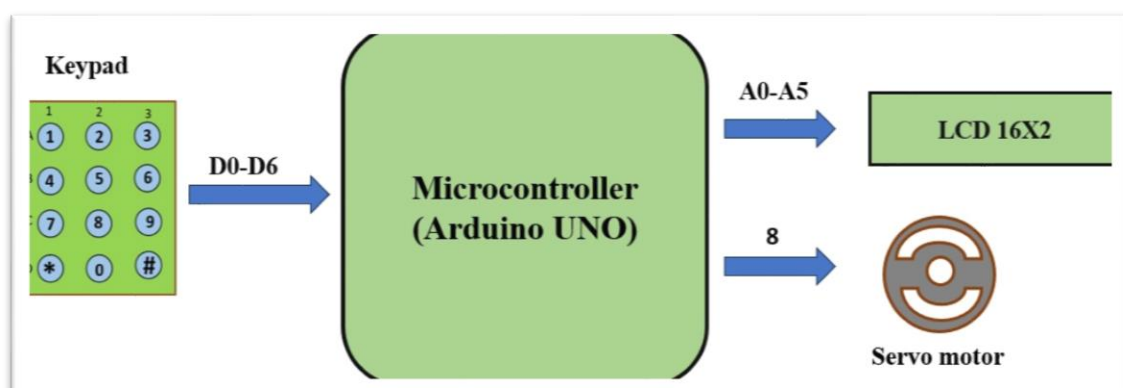 Keypad
1 2 3
1 2 3
4 5 6
7 8 9
* 0 #
D0-D6
Microcontroller
(Arduino UNO)
A0-A5
LCD 16X2
8
Servo motor